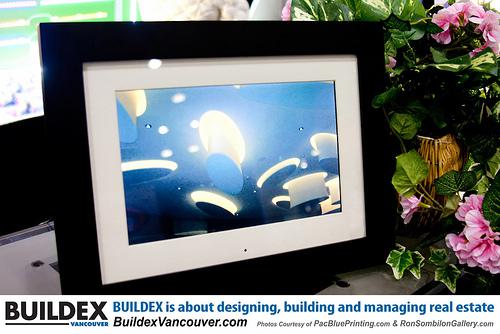 BUILDEX
VANCOUVER
BUILDEX is about designing, building and managing real estate
BuildexVancouver.com
Photos Courtesy of PacBluePrinting.com & RonSombilonGallery.com